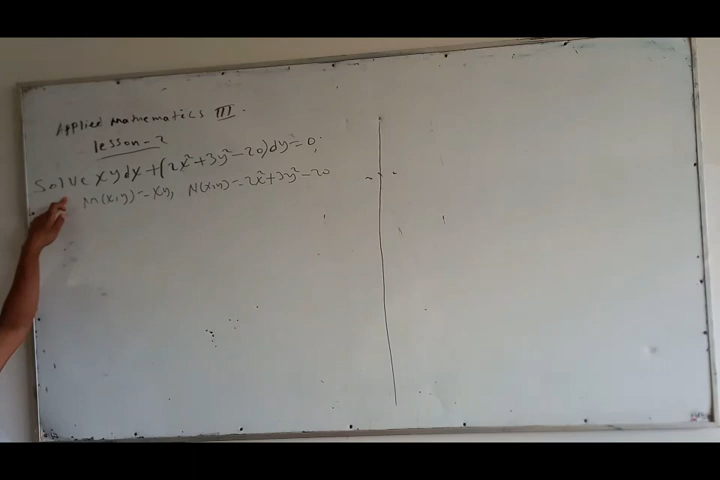 Applied Mathematics III.
lesson-2
Solve xydx+(2x²+3y²-20)dy=0;
M(x,y)=xy, N(x,y)=2x²+3y²-20